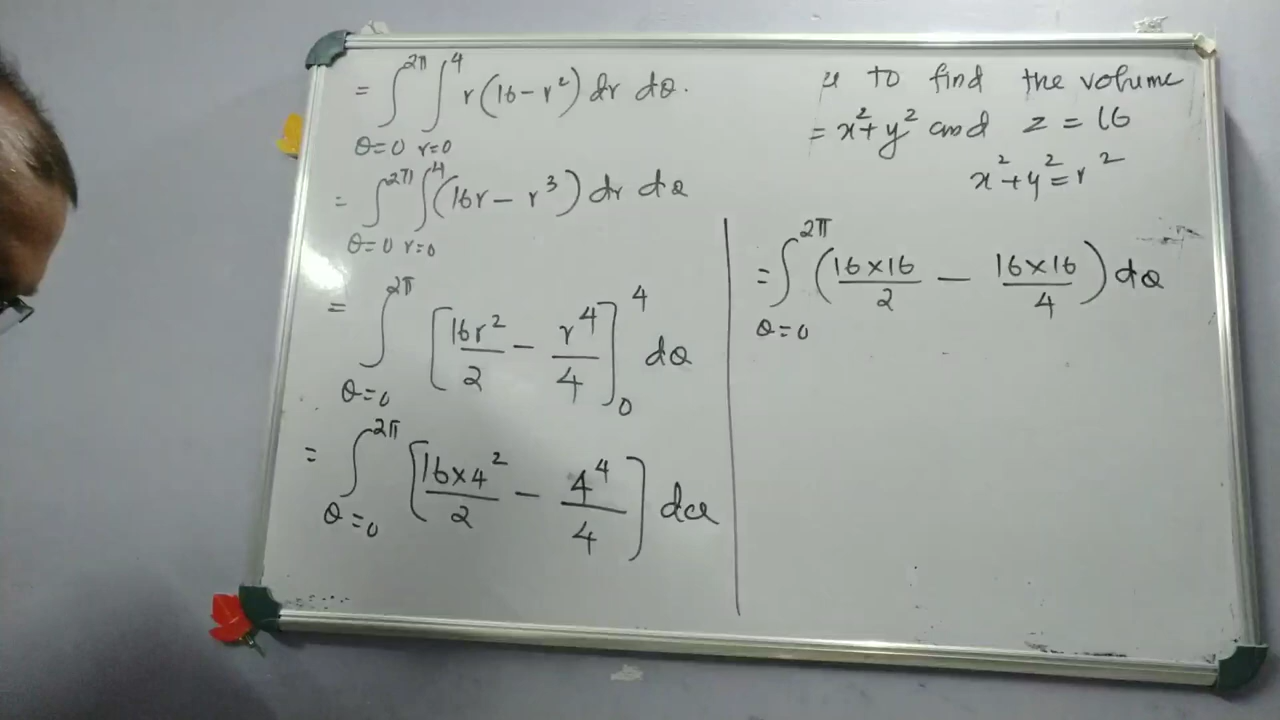 = ∫_{θ=0}^{2π} ∫_{r=0}^{4} r(16 − r²) dr dθ.
= ∫_{θ=0}^{2π} ∫_{r=0}^{4} (16r − r³) dr dθ
= ∫_{θ=0}^{2π} [16r²/2 − r⁴/4]_0^4 dθ
= ∫_{θ=0}^{2π} [16×4²/2 − 4⁴/4] dθ
to find the volume
= x² + y² and z = 16
x² + y² = r²
= ∫_{θ=0}^{2π} (16×16/2 − 16×16/4) dθ